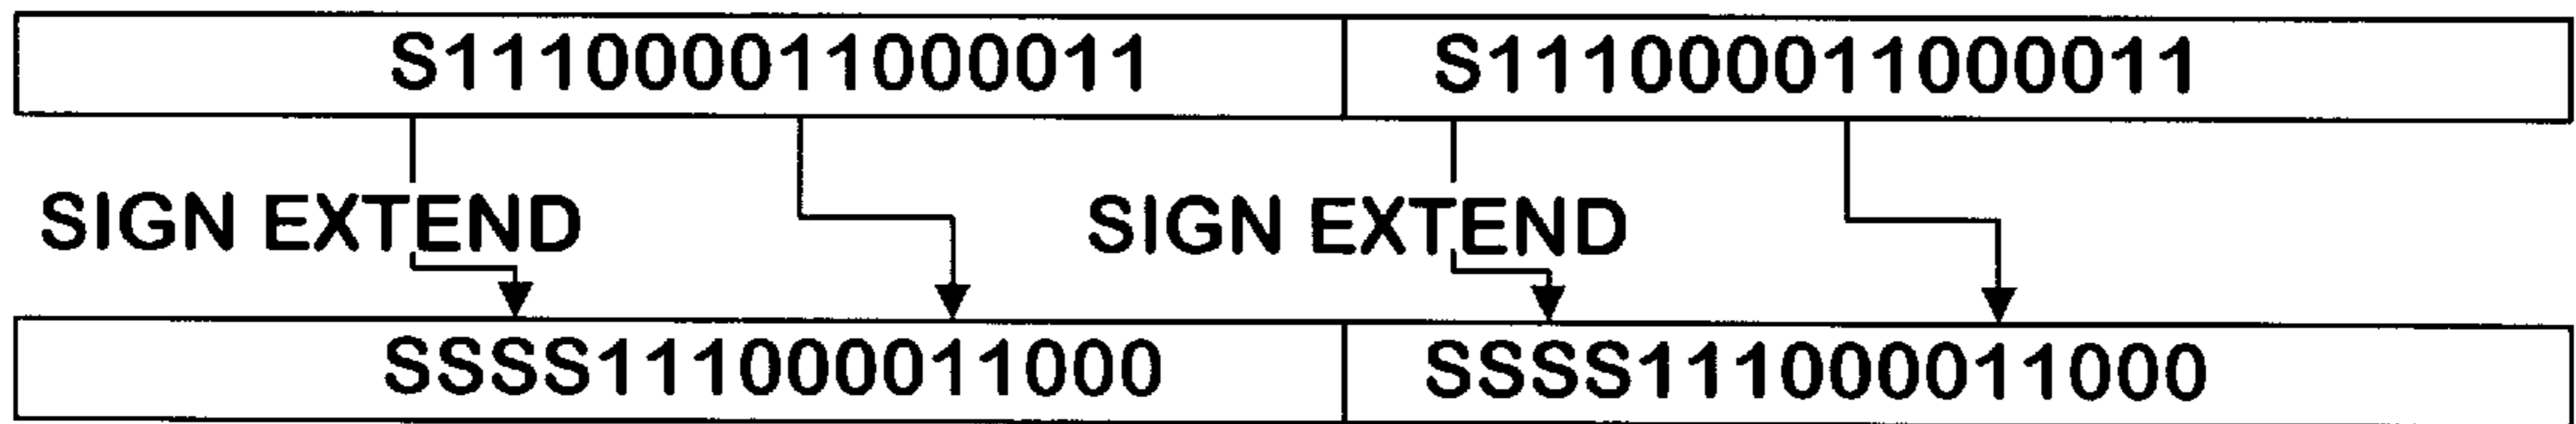 S111000011000011 S111000011000011
SIGN EXTEND SIGN EXTEND
SSSS111000011000 SSSS111000011000